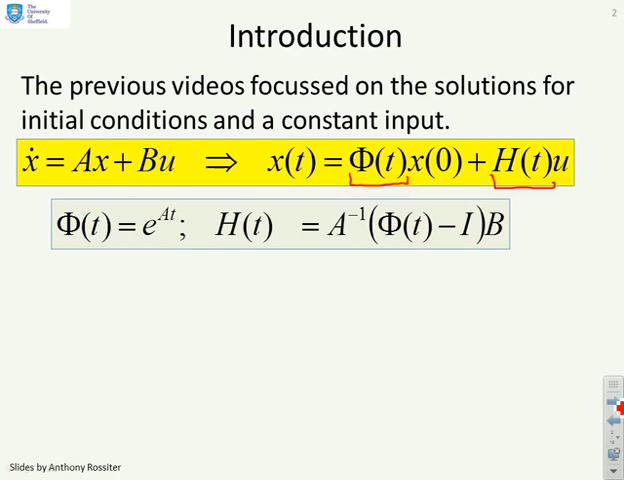 The
University
Of
Sheffield.
2
Introduction
The previous videos focussed on the solutions for
initial conditions and a constant input.
ẋ = Ax + Bu ⇒ x(t) = Φ(t)x(0) + H(t)u
Φ(t) = e^{At}; H(t) = A^{−1}(Φ(t) − I)B
Slides by Anthony Rossiter